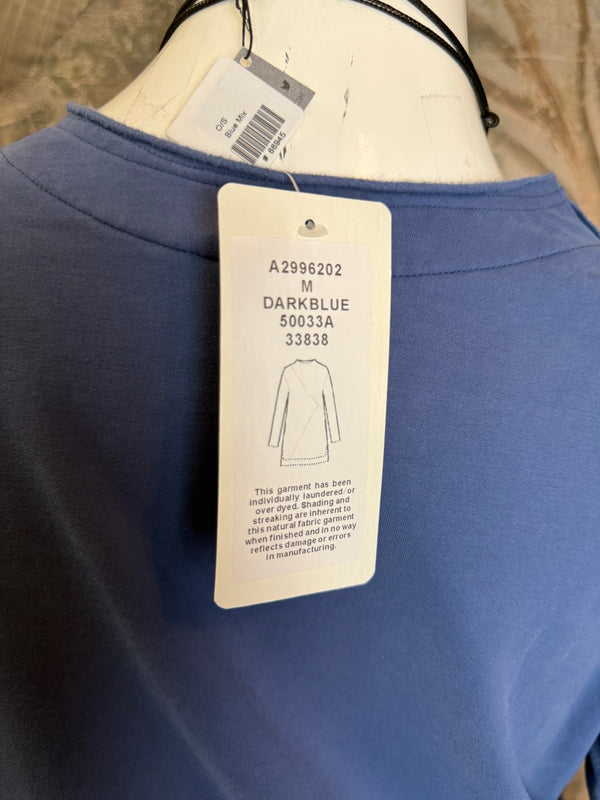 O/S
Blue Mix
# 56945
A2996202
M
DARKBLUE
50033A
33838
This garment has been
individually laundered/or
over dyed. Shading and
streaking are inherent to
this natural fabric garment
when finished and in no way
reflects damage or errors
in manufacturing.